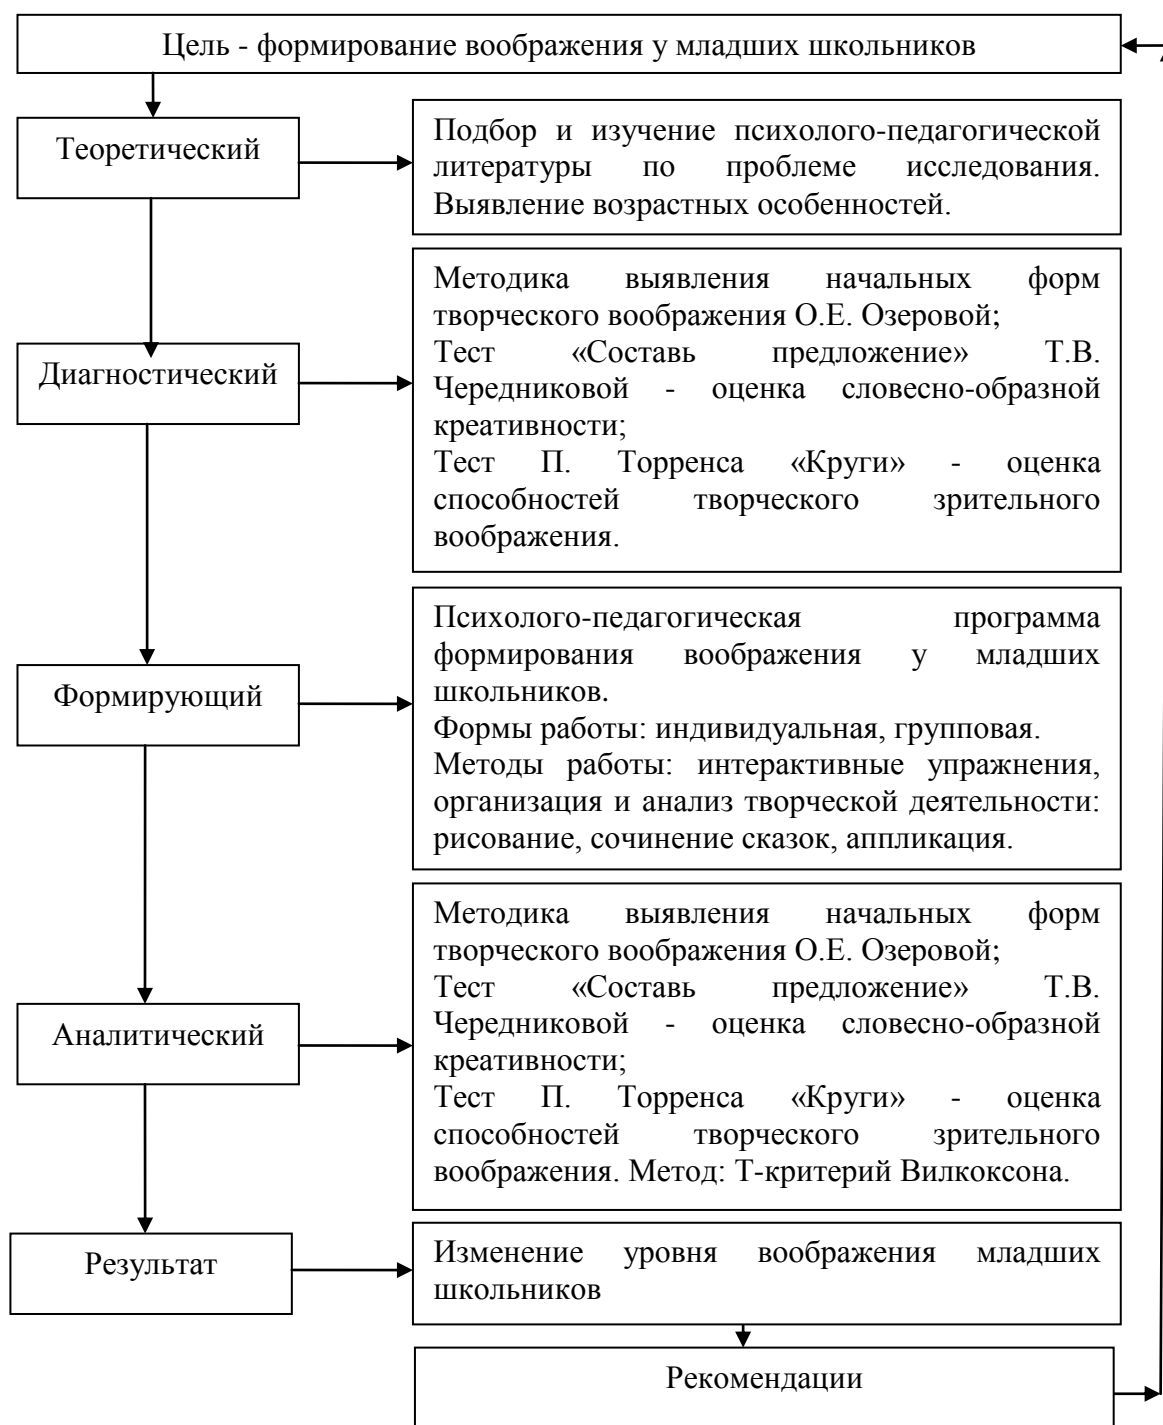 Цель - формирование воображения у младших школьников
Теоретический
Подбор и изучение психолого-педагогической
литературы по проблеме исследования.
Выявление возрастных особенностей.
Диагностический
Методика выявления начальных форм
творческого воображения О.Е. Озеровой;
Тест «Составь предложение» Т.В.
Чередниковой - оценка словесно-образной
креативности;
Тест П. Торренса «Круги» - оценка
способностей творческого зрительного
воображения.
Формирующий
Психолого-педагогическая программа
формирования воображения у младших
школьников.
Формы работы: индивидуальная, групповая.
Методы работы: интерактивные упражнения,
организация и анализ творческой деятельности:
рисование, сочинение сказок, аппликация.
Аналитический
Методика выявления начальных форм
творческого воображения О.Е. Озеровой;
Тест «Составь предложение» Т.В.
Чередниковой - оценка словесно-образной
креативности;
Тест П. Торренса «Круги» - оценка
способностей творческого зрительного
воображения. Метод: Т-критерий Вилкоксона.
Результат
Изменение уровня воображения младших
школьников
Рекомендации